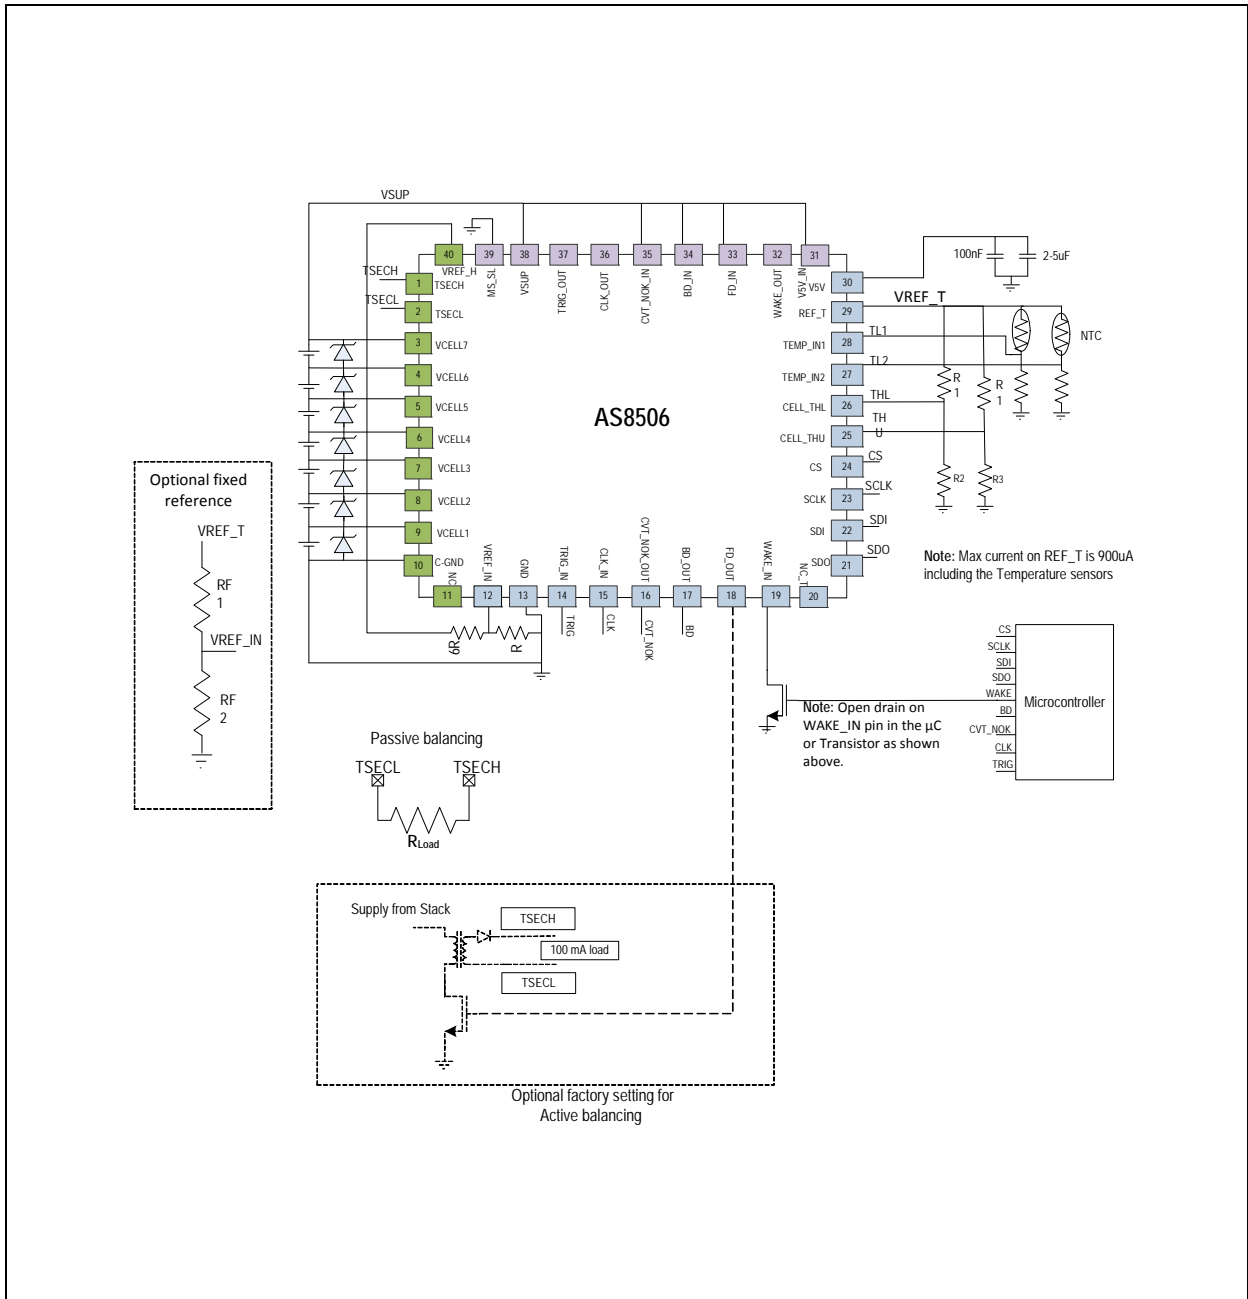 VSUP
40
39
38
37
36
35
34
33
32
31
VREF_H
MS_SL
VSUP
TRIG_OUT
CLK_OUT
CVT_NOK_IN
BD_IN
FD_IN
WAKE_OUT
V5V_IN
TSECH
1
TSECH
TSECL
2
TSECL
3
VCELL7
4
VCELL6
5
VCELL5
6
VCELL4
7
VCELL3
8
VCELL2
9
VCELL1
10
C-GND
AS8506
V5V
30
100nF
2-5uF
REF_T
29
VREF_T
TEMP_IN1
28
TL1
NTC
TEMP_IN2
27
TL2
R
1
R
1
CELL_THL
26
THL
CELL_THU
25
TH
U
CS
24
CS
R2
R3
SCLK
23
SCLK
SDI
22
SDI
SDO
21
SDO
Note: Max current on REF_T is 900uA
including the Temperature sensors
NC
VREF_IN
GND
TRIG_IN
CLK_IN
CVT_NOK_OUT
BD_OUT
FD_OUT
WAKE_IN
NC_T
11
12
13
14
15
16
17
18
19
20
6R
R
TRIG
CLK
CVT_NOK
BD
Optional fixed
reference
VREF_T
RF
1
VREF_IN
RF
2
Passive balancing
TSECL
TSECH
RLoad
Note: Open drain on
WAKE_IN pin in the µC
or Transistor as shown
above.
CS
SCLK
SDI
SDO
WAKE
BD
CVT_NOK
CLK
TRIG
Microcontroller
Supply from Stack
TSECH
100 mA load
TSECL
Optional factory setting for
Active balancing